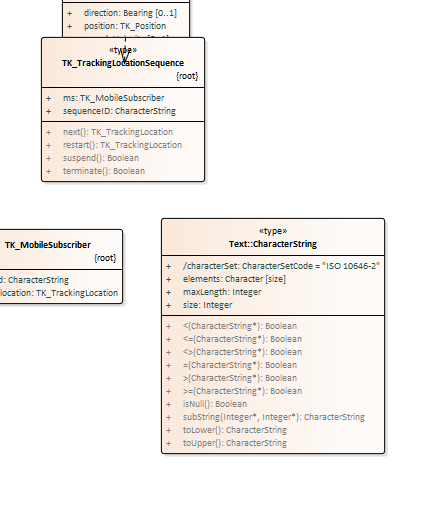 + direction: Bearing [0..1]
+ position: TK_Position
«type»
TK_TrackingLocationSequence
{root}
+ ms: TK_MobileSubscriber
+ sequenceID: CharacterString
+ next(): TK_TrackingLocation
+ restart(): TK_TrackingLocation
+ suspend(): Boolean
+ terminate(): Boolean
TK_MobileSubscriber
{root}
: CharacterString
location: TK_TrackingLocation
«type»
Text::CharacterString
+ /characterSet: CharacterSetCode = "ISO 10646-2"
+ elements: Character [size]
+ maxLength: Integer
+ size: Integer
+ <(CharacterString*): Boolean
+ <=(CharacterString*): Boolean
+ <>(CharacterString*): Boolean
+ =(CharacterString*): Boolean
+ >(CharacterString*): Boolean
+ >=(CharacterString*): Boolean
+ isNull(): Boolean
+ subString(Integer*, Integer*): CharacterString
+ toLower(): CharacterString
+ toUpper(): CharacterString